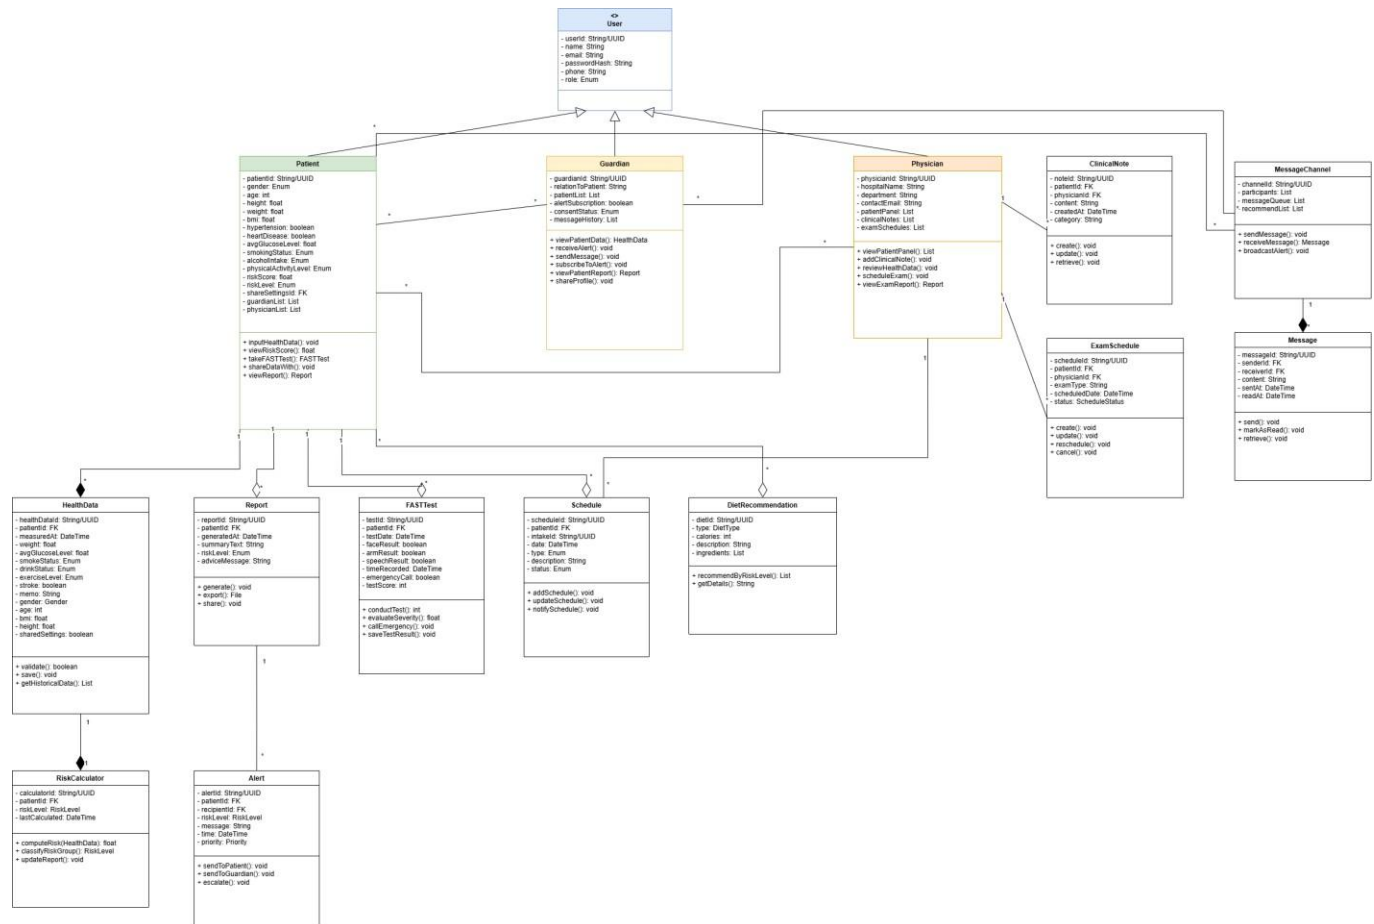 <>
User
- userId: String/UUID
- name: String
- email: String
- passwordHash: String
- phone: String
- role: Enum
Patient
- patientId: String/UUID
- gender: Enum
- age: int
- height: float
- weight: float
- bmi: float
- hypertension: boolean
- heartDisease: boolean
- avgGlucoseLevel: float
- smokingStatus: Enum
- alcoholIntake: Enum
- physicalActivityLevel: Enum
- riskScore: float
- riskLevel: Enum
- shareSettingsId: FK
- guardianList: List
- physicianList: List
+ inputHealthData(): void
+ viewRiskScore(): float
+ takeFASTTest(): FASTTest
+ shareDataWith(): void
+ viewReport(): Report
Guardian
- guardianId: String/UUID
- relationToPatient: String
- patientList: List
- alertSubscription: boolean
- consentStatus: Enum
- messageHistory: List
+ viewPatientData(): HealthData
+ receiveAlert(): void
+ sendMessage(): void
+ subscribeToAlert(): void
+ viewPatientReport(): Report
+ shareProfile(): void
Physician
- physicianId: String/UUID
- hospitalName: String
- department: String
- contactEmail: String
- patientPanel: List
- clinicalNotes: List
- examSchedules: List
+ viewPatientPanel(): List
+ addClinicalNote(): void
+ reviewHealthData(): void
+ scheduleExam(): void
+ viewExamReport(): Report
ClinicalNote
- noteId: String/UUID
- patientId: FK
- physicianId: FK
- content: String
- createdAt: DateTime
- category: String
+ create(): void
+ update(): void
+ retrieve(): void
MessageChannel
- channelId: String/UUID
- participants: List
- messageQueue: List
- recommendList: List
+ sendMessage(): void
+ receiveMessage(): Message
+ broadcastAlert(): void
ExamSchedule
- scheduleId: String/UUID
- patientId: FK
- physicianId: FK
- examType: String
- scheduledDate: DateTime
- status: ScheduleStatus
+ create(): void
+ update(): void
+ reschedule(): void
+ cancel(): void
Message
- messageId: String/UUID
- senderId: FK
- receiverId: FK
- content: String
- sentAt: DateTime
- readAt: DateTime
+ send(): void
+ markAsRead(): void
+ retrieve(): void
HealthData
- healthDataId: String/UUID
- patientId: FK
- measuredAt: DateTime
- weight: float
- avgGlucoseLevel: float
- smokeStatus: Enum
- drinkStatus: Enum
- exerciseLevel: Enum
- stroke: boolean
- memo: String
- gender: Gender
- age: int
- bmi: float
- height: float
- sharedSettings: boolean
+ validate(): boolean
+ save(): void
+ getHistoricalData(): List
Report
- reportId: String/UUID
- patientId: FK
- generatedAt: DateTime
- summaryText: String
- riskLevel: Enum
- adviceMessage: String
+ generate(): void
+ export(): File
+ share(): void
FASTTest
- testId: String/UUID
- patientId: FK
- testDate: DateTime
- faceResult: boolean
- armResult: boolean
- speechResult: boolean
- timeRecorded: DateTime
- emergencyCall: boolean
- testScore: int
+ conductTest(): int
+ evaluateSeverity(): float
+ callEmergency(): void
+ saveTestResult(): void
Schedule
- scheduleId: String/UUID
- patientId: FK
- intakeId: String/UUID
- date: DateTime
- type: Enum
- description: String
- status: Enum
+ addSchedule(): void
+ updateSchedule(): void
+ notifySchedule(): void
DietRecommendation
- dietId: String/UUID
- type: DietType
- calories: int
- description: String
- ingredients: List
+ recommendByRiskLevel(): List
+ getDetails(): String
RiskCalculator
- calculatorId: String/UUID
- patientId: FK
- riskLevel: RiskLevel
- lastCalculated: DateTime
+ computeRisk(HealthData): float
+ classifyRiskGroup(): RiskLevel
+ updateReport(): void
Alert
- alertId: String/UUID
- patientId: FK
- recipientId: FK
- riskLevel: RiskLevel
- message: String
- time: DateTime
- priority: Priority
+ sendToPatient(): void
+ sendToGuardian(): void
+ escalate(): void